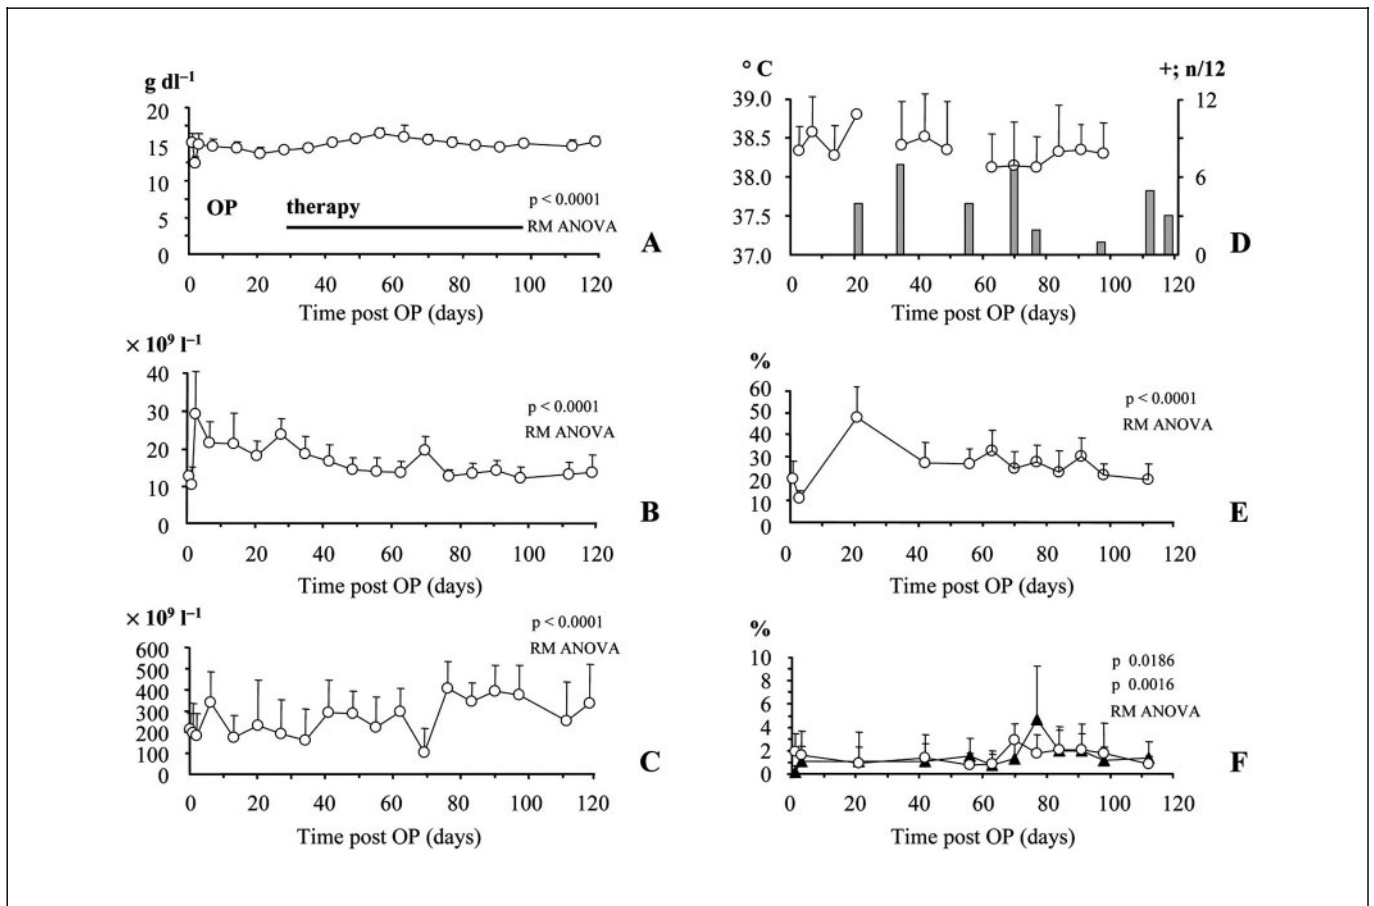 g dl⁻¹
20
15
10
5
0
OP
therapy
p < 0.0001
RM ANOVA
A
0 20 40 60 80 100 120
Time post OP (days)
× 10⁹ l⁻¹
40
30
20
10
0
p < 0.0001
RM ANOVA
B
0 20 40 60 80 100 120
Time post OP (days)
× 10⁹ l⁻¹
600
500
400
300
200
100
0
p < 0.0001
RM ANOVA
C
0 20 40 60 80 100 120
Time post OP (days)
° C
+; n/12
39.0
38.5
38.0
37.5
37.0
12
6
0
D
0 20 40 60 80 100 120
Time post OP (days)
%
60
50
40
30
20
10
0
p < 0.0001
RM ANOVA
E
0 20 40 60 80 100 120
Time post OP (days)
%
10
8
6
4
2
0
p 0.0186
p 0.0016
RM ANOVA
F
0 20 40 60 80 100 120
Time post OP (days)